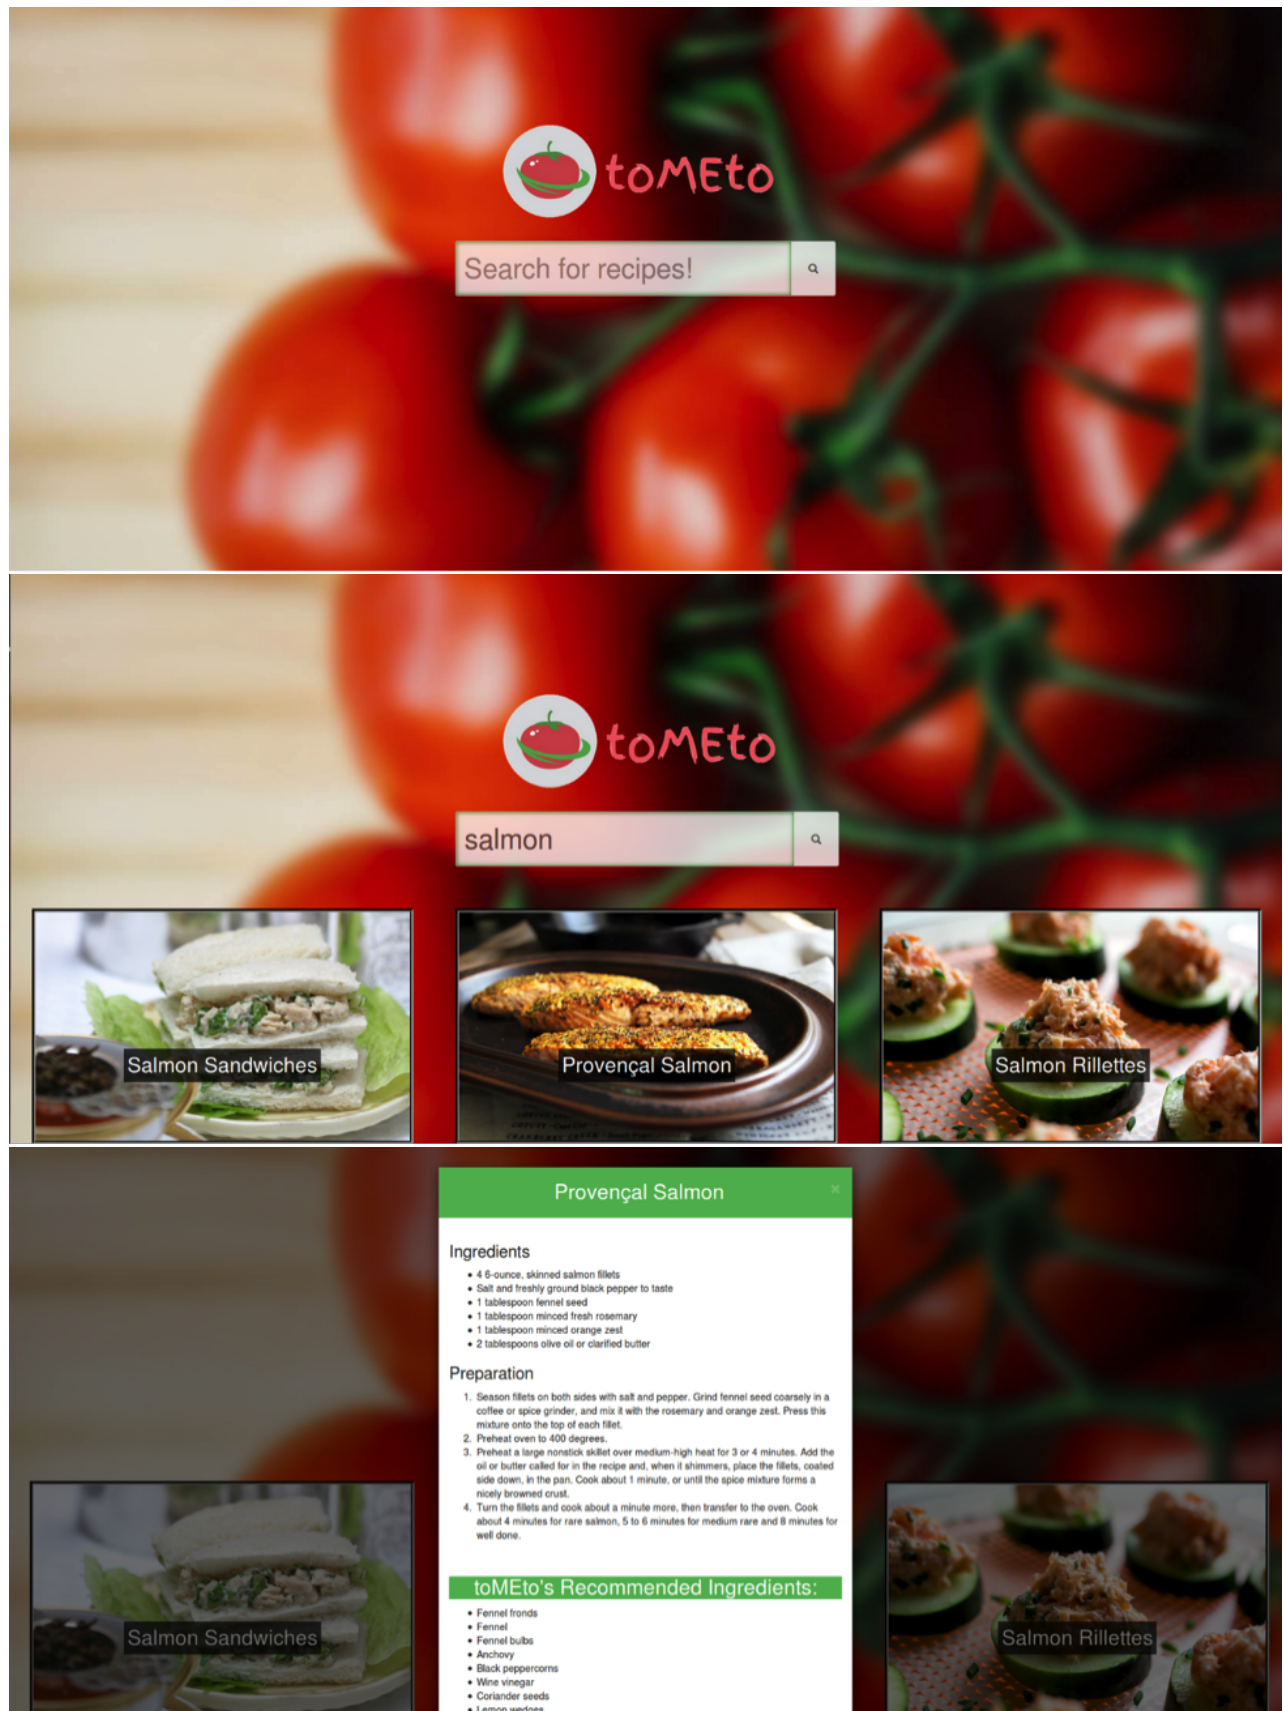 toMEto
Search for recipes!
toMEto
salmon
Salmon Sandwiches
Provençal Salmon
Salmon Rillettes
Provençal Salmon
×
Ingredients
• 4 6-ounce, skinned salmon fillets
• Salt and freshly ground black pepper to taste
• 1 tablespoon fennel seed
• 1 tablespoon minced fresh rosemary
• 1 tablespoon minced orange zest
• 2 tablespoons olive oil or clarified butter
Preparation
1. Season fillets on both sides with salt and pepper. Grind fennel seed coarsely in a
coffee or spice grinder, and mix it with the rosemary and orange zest. Press this
mixture onto the top of each fillet.
2. Preheat oven to 400 degrees.
3. Preheat a large nonstick skillet over medium-high heat for 3 or 4 minutes. Add the
oil or butter called for in the recipe and, when it shimmers, place the fillets, coated
side down, in the pan. Cook about 1 minute, or until the spice mixture forms a
nicely browned crust.
4. Turn the fillets and cook about a minute more, then transfer to the oven. Cook
about 4 minutes for rare salmon, 5 to 6 minutes for medium rare and 8 minutes for
well done.
toMEto's Recommended Ingredients:
• Fennel fronds
• Fennel
• Fennel bulbs
• Anchovy
• Black peppercorns
• Wine vinegar
• Coriander seeds
• Lemon wedges
Salmon Sandwiches
Salmon Rillettes